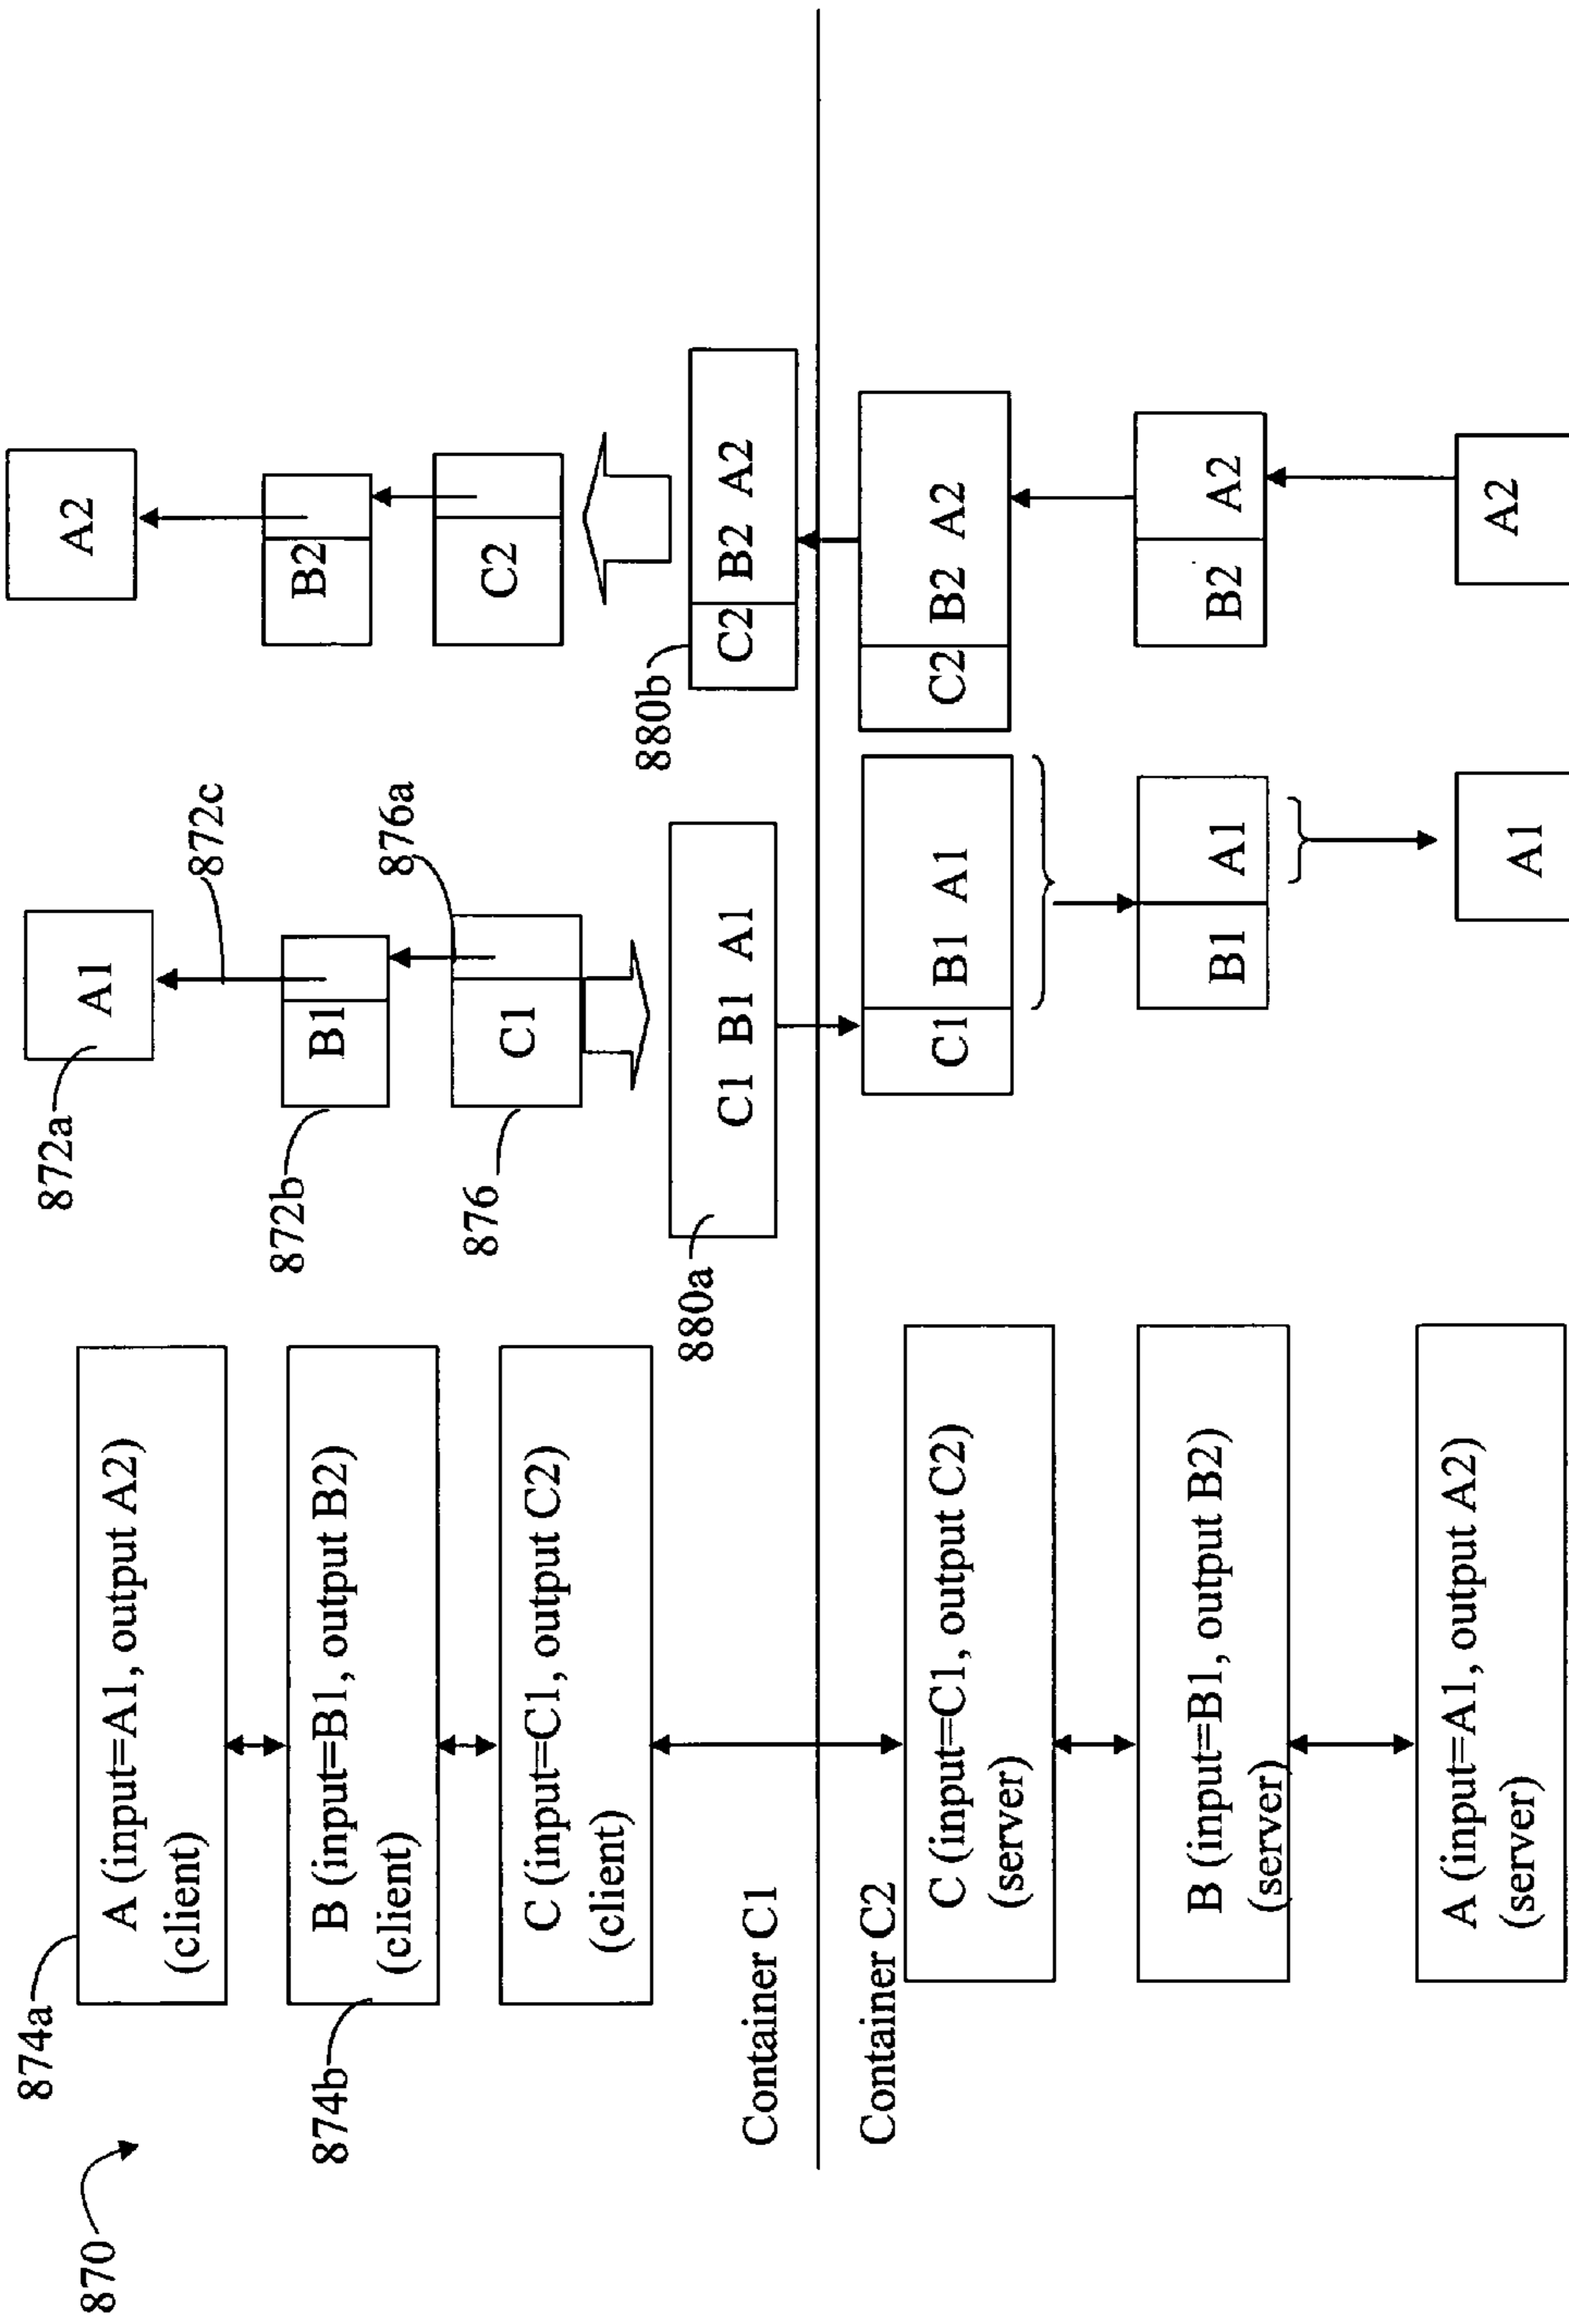 870
874a
A (input=A1, output A2)
(client)
874b
B (input=B1, output B2)
(client)
C (input=C1, output C2)
(client)
Container C1
Container C2
C (input=C1, output C2)
(server)
B (input=B1, output B2)
(server)
A (input=A1, output A2)
(server)
872a
A1
872c
872b
B1
876a
876
C1
880a
C1 B1 A1
C1 B1 A1
B1 A1
A1
A2
B2
C2
880b
C2 B2 A2
C2 B2 A2
B2 A2
A2